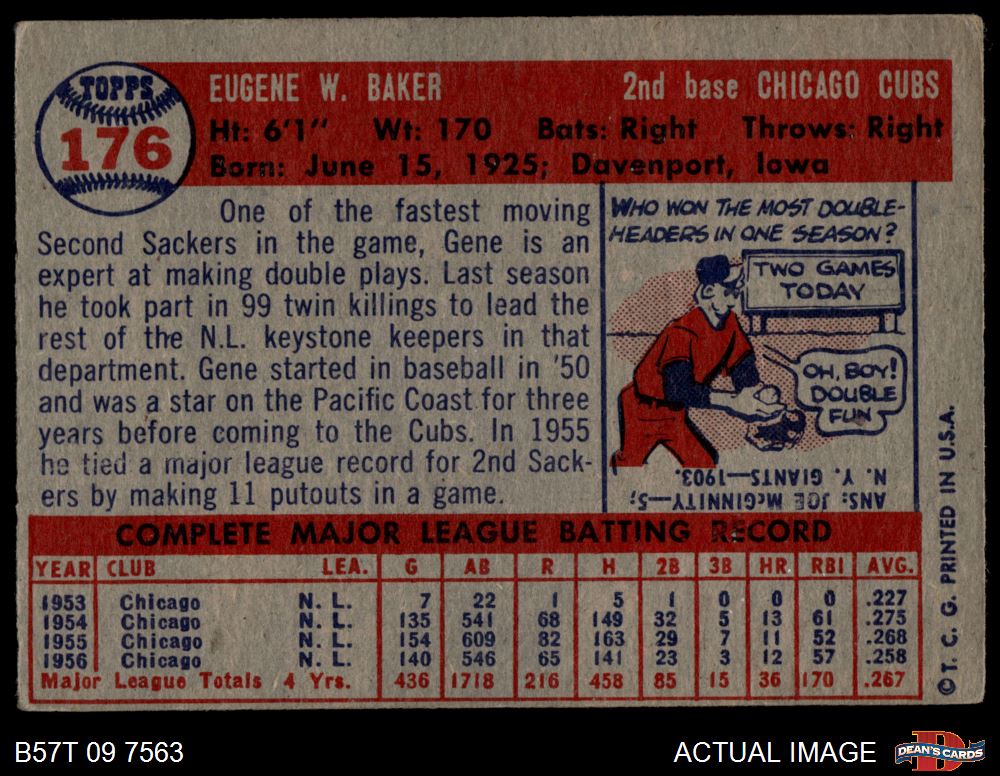 TOPPS
176
EUGENE W. BAKER 2nd base CHICAGO CUBS
Ht: 6'1" Wt: 170 Bats: Right Throws: Right
Born: June 15, 1925; Davenport, Iowa
One of the fastest moving
Second Sackers in the game, Gene is an
expert at making double plays. Last season
he took part in 99 twin killings to lead the
rest of the N.L. keystone keepers in that
department. Gene started in baseball in '50
and was a star on the Pacific Coast for three
years before coming to the Cubs. In 1955
he tied a major league record for 2nd Sack-
ers by making 11 putouts in a game.
WHO WON THE MOST DOUBLE-
HEADERS IN ONE SEASON?
TWO GAMES
TODAY
OH, BOY!
DOUBLE
FUN
ANS: JOE McGINNITY—5;
N. Y. GIANTS—1903.
COMPLETE MAJOR LEAGUE BATTING RECORD
YEAR CLUB LEA. G AB R H 2B 3B HR RBI AVG.
1953 Chicago N. L. 7 22 1 5 1 0 0 0 .227
1954 Chicago N. L. 135 541 68 149 32 5 13 61 .275
1955 Chicago N. L. 154 609 82 163 29 7 11 52 .268
1956 Chicago N. L. 140 546 65 141 23 3 12 57 .258
Major League Totals 4 Yrs. 436 1718 216 458 85 15 36 170 .267
© T. C. G. PRINTED IN U.S.A.
B57T 09 7563 ACTUAL IMAGE
DEAN'S CARDS